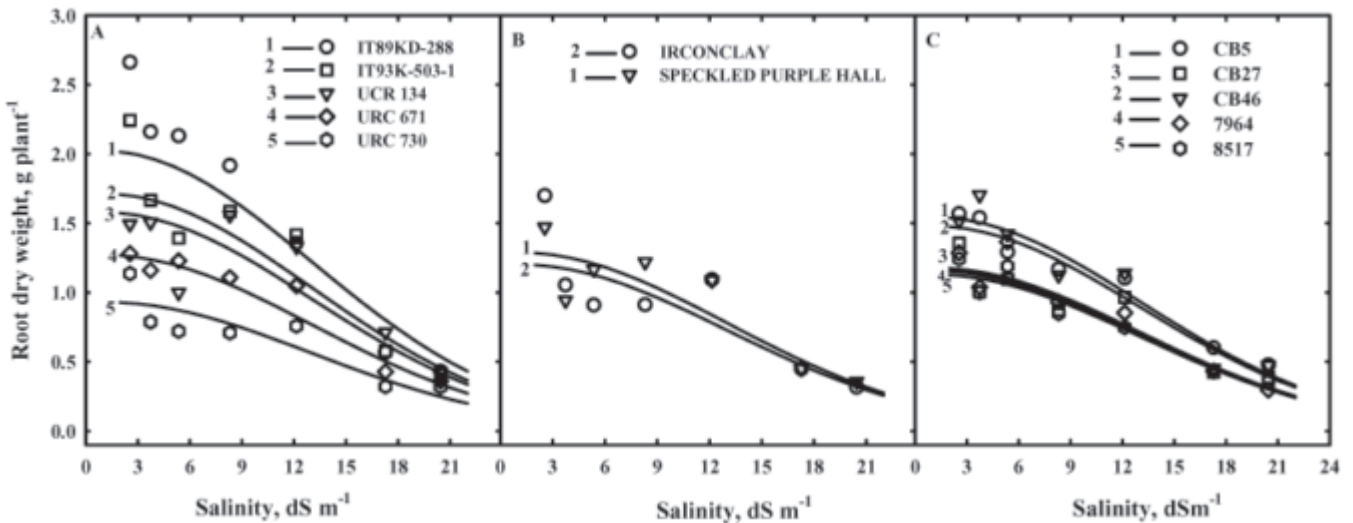 Root dry weight, g plant-1
3.0
2.5
2.0
1.5
1.0
0.5
0.0
A
1 IT89KD-288
2 IT93K-503-1
3 UCR 134
4 URC 671
5 URC 730
1
2
3
4
5
0 3 6 9 12 15 18 21
Salinity, dS m-1
B
2 IRONCLAY
1 SPECKLED PURPLE HALL
1
2
0 3 6 9 12 15 18 21
Salinity, dS m-1
C
1 CB5
3 CB27
2 CB46
4 7964
5 8517
1
2
3
4
5
0 3 6 9 12 15 18 21 24
Salinity, dSm-1